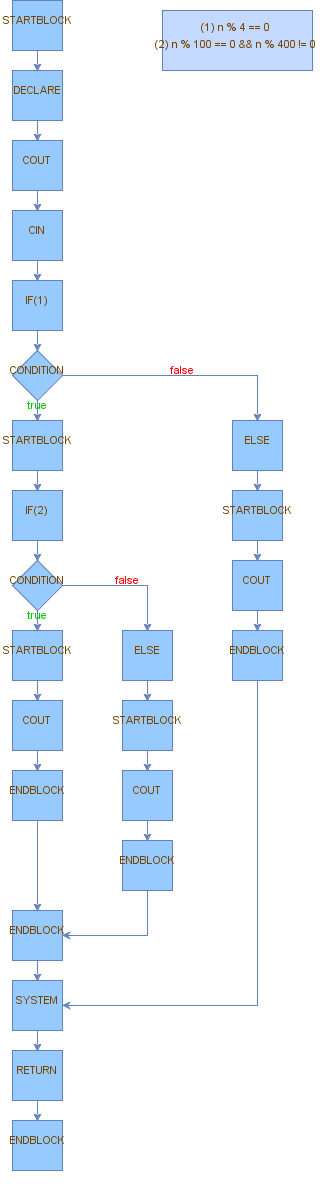 STARTBLOCK
(1) n % 4 == 0
(2) n % 100 == 0 && n % 400 != 0
DECLARE
COUT
CIN
IF(1)
CONDITION
false
true
STARTBLOCK
ELSE
IF(2)
STARTBLOCK
CONDITION
false
COUT
true
STARTBLOCK
ELSE
ENDBLOCK
COUT
STARTBLOCK
ENDBLOCK
COUT
ENDBLOCK
ENDBLOCK
SYSTEM
RETURN
ENDBLOCK